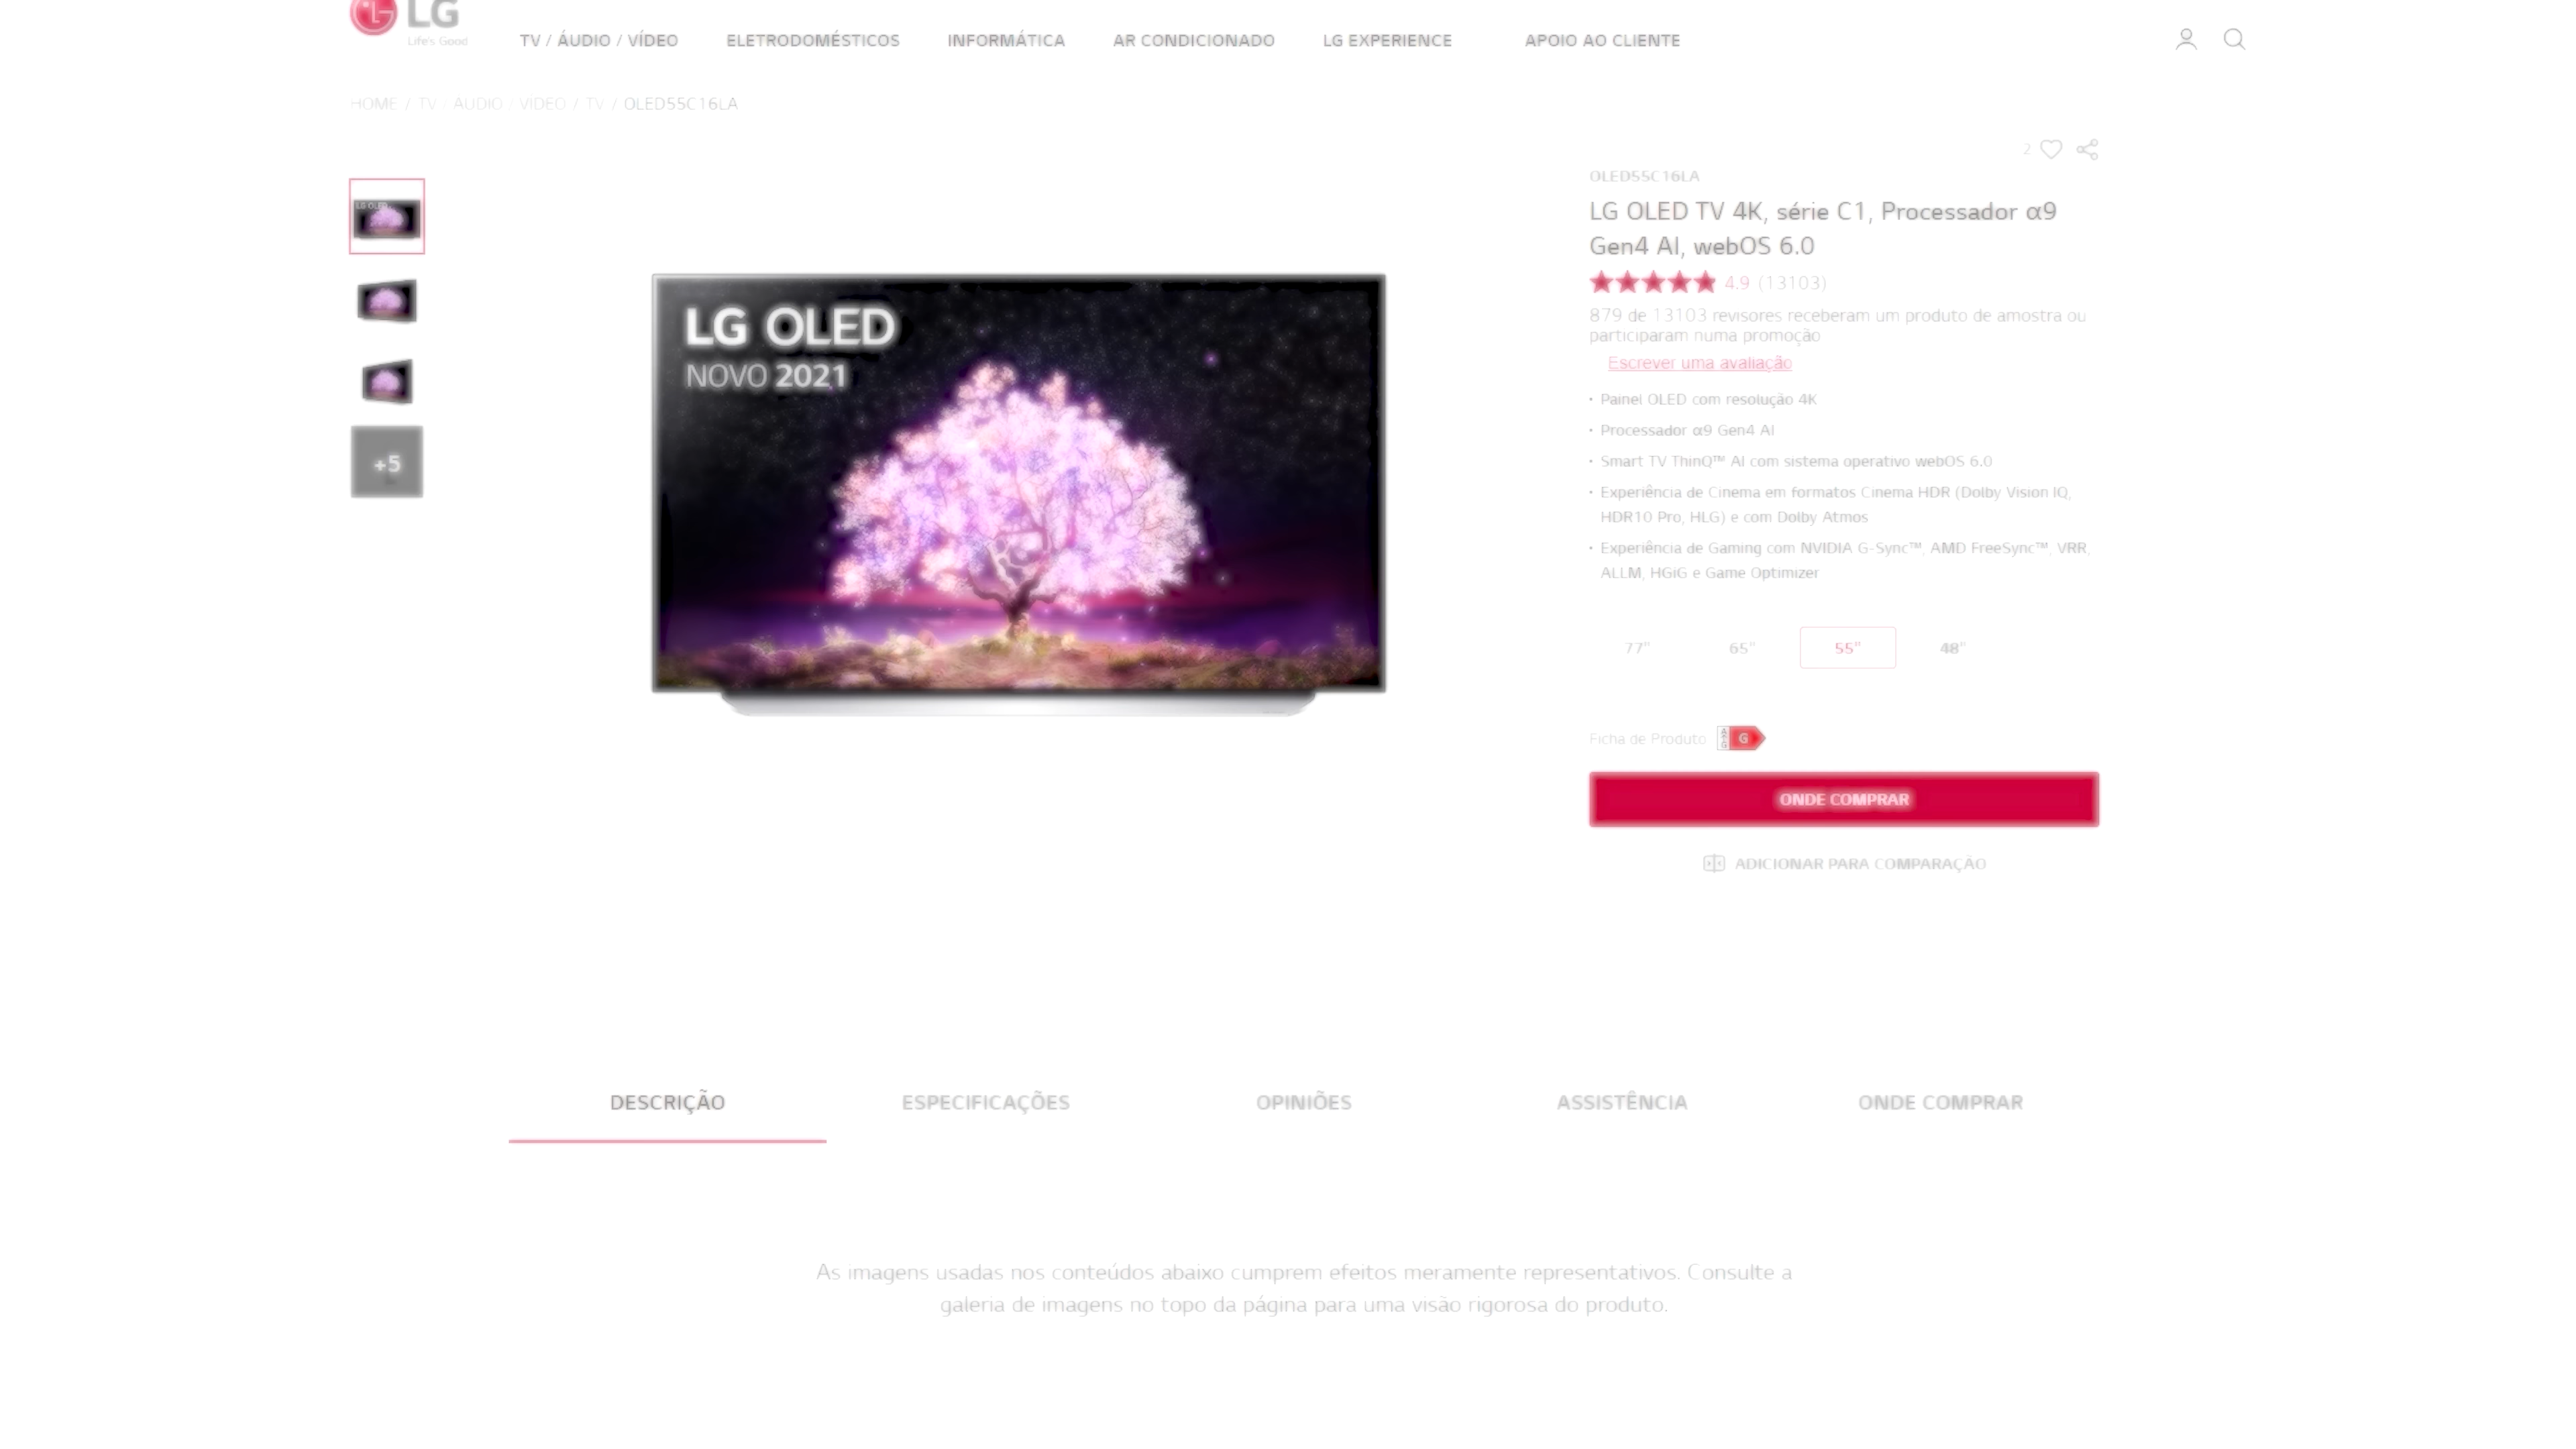 LG
Life's Good
TV / ÁUDIO / VÍDEO
ELETRODOMÉSTICOS
INFORMÁTICA
AR CONDICIONADO
LG EXPERIENCE
APOIO AO CLIENTE
HOME / TV · AUDIO / VIDEO / TV / OLED55C16LA
2
LG OLED
+5
LG OLED
NOVO 2021
OLED55C16LA
LG OLED TV 4K, série C1, Processador α9
Gen4 AI, webOS 6.0
4.9 (13103)
879 de 13103 revisores receberam um produto de amostra ou
participaram numa promoção
Escrever uma avaliação
· Painel OLED com resolução 4K
· Processador α9 Gen4 AI
· Smart TV ThinQ™ AI com sistema operativo webOS 6.0
· Experiência de Cinema em formatos Cinema HDR (Dolby Vision IQ,
HDR10 Pro, HLG) e com Dolby Atmos
· Experiência de Gaming com NVIDIA G-Sync™, AMD FreeSync™, VRR,
ALLM, HGiG e Game Optimizer
77" 65" 55" 48"
Ficha de Produto G
ONDE COMPRAR
ADICIONAR PARA COMPARAÇÃO
DESCRIÇÃO
ESPECIFICAÇÕES
OPINIÕES
ASSISTÊNCIA
ONDE COMPRAR
As imagens usadas nos conteúdos abaixo cumprem efeitos meramente representativos. Consulte a
galeria de imagens no topo da página para uma visão rigorosa do produto.